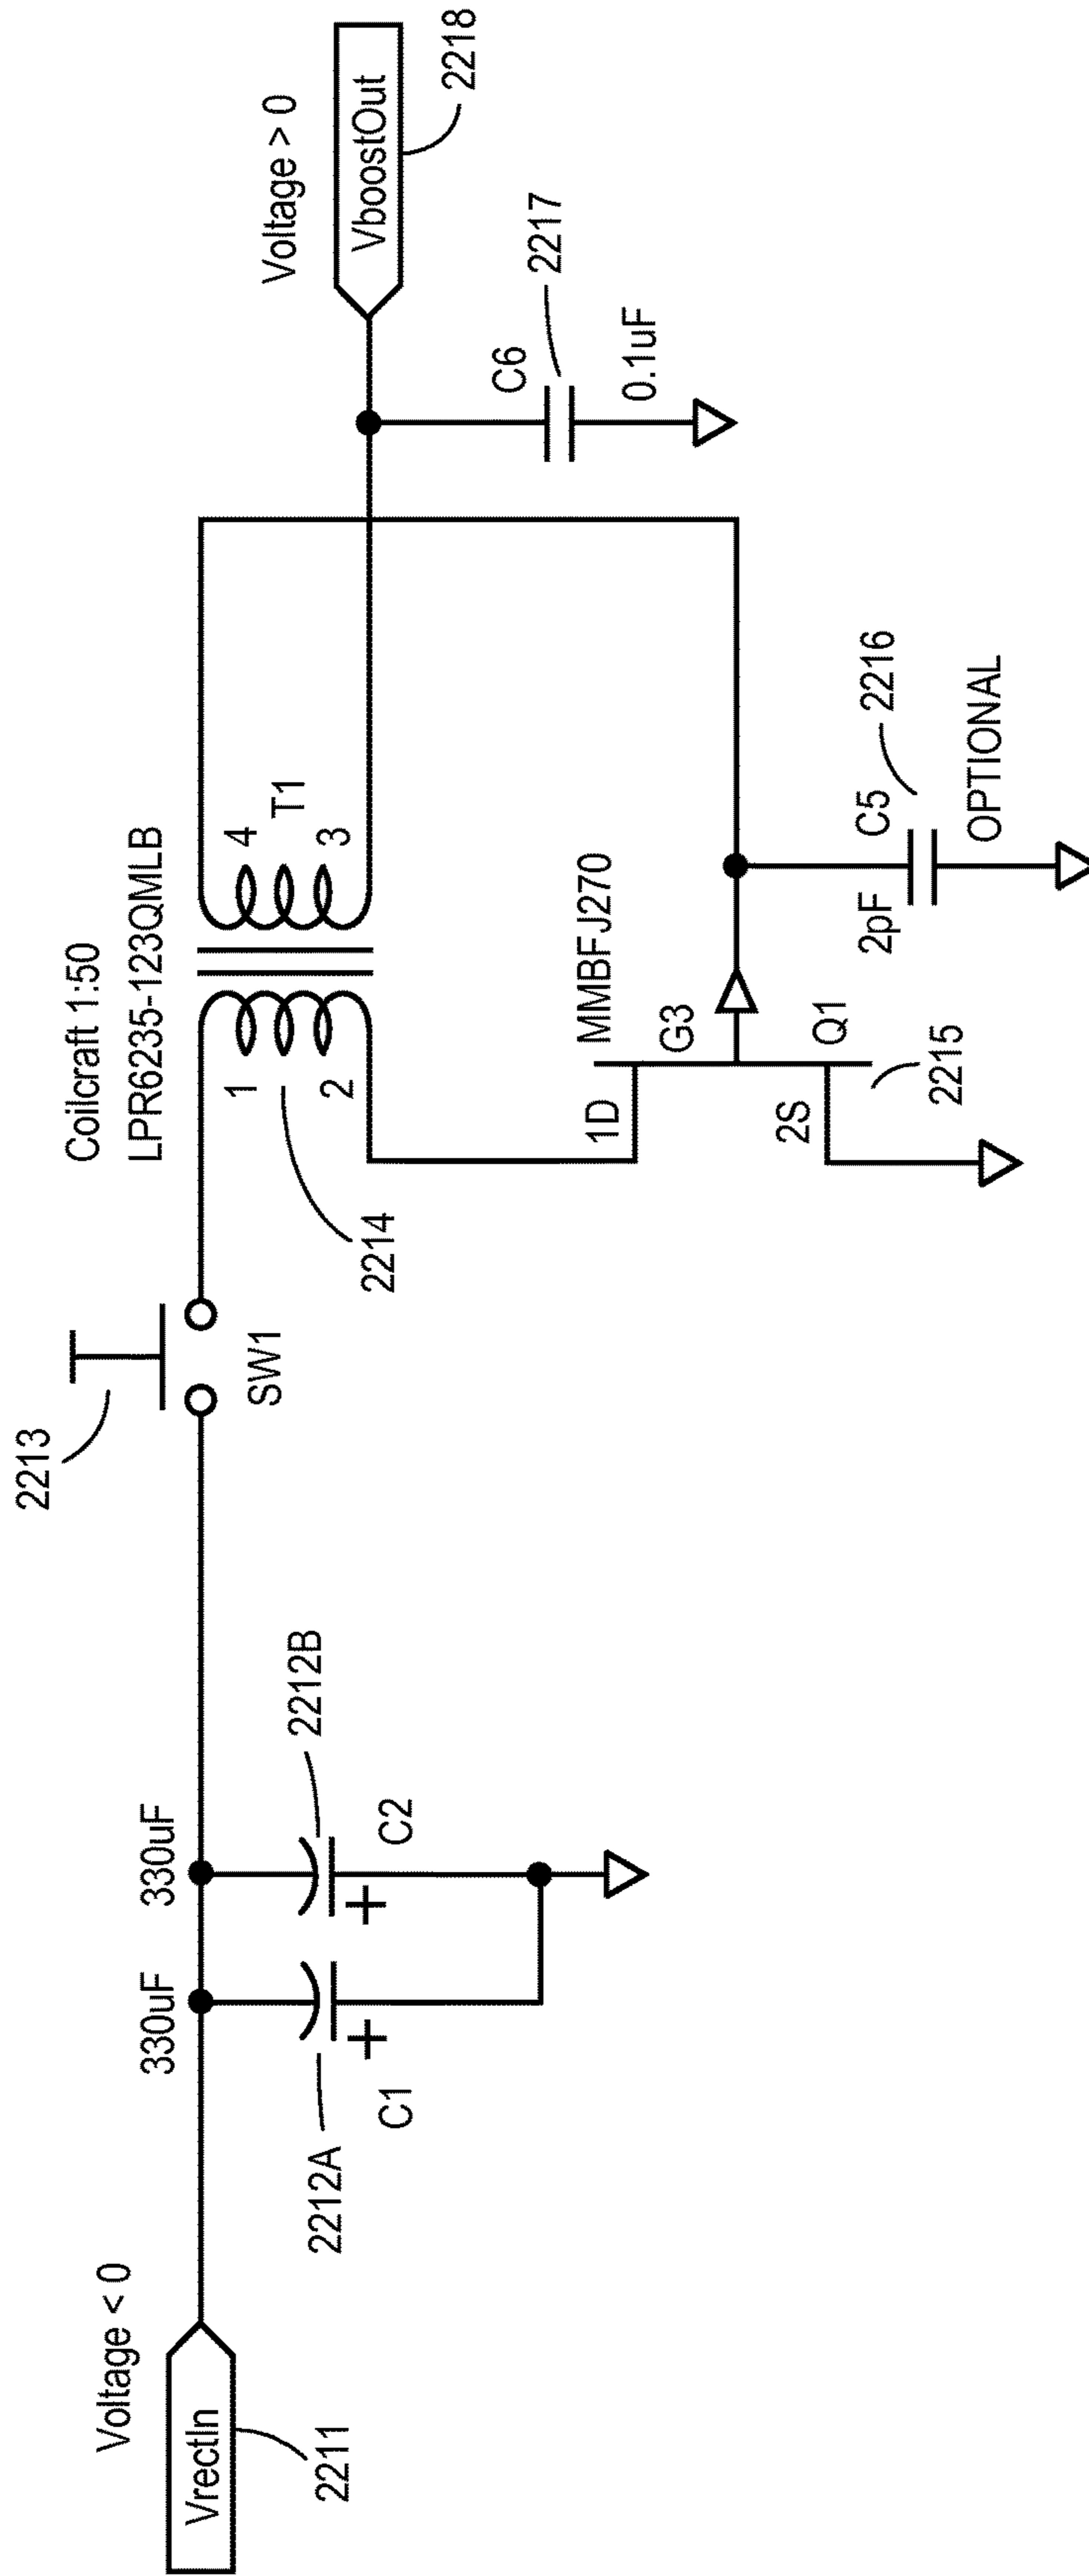 Voltage < 0
VrectIn
2211
330uF
330uF
2212A
C1
+
+
C2
2212B
2213
SW1
Coilcraft 1:50
LPR6235-123QMLB
1
2
4
T1
3
2214
MMBFJ270
1D
G3
2S
Q1
2215
2pF
C5
2216
OPTIONAL
Voltage > 0
VboostOut
2218
C6
2217
0.1uF